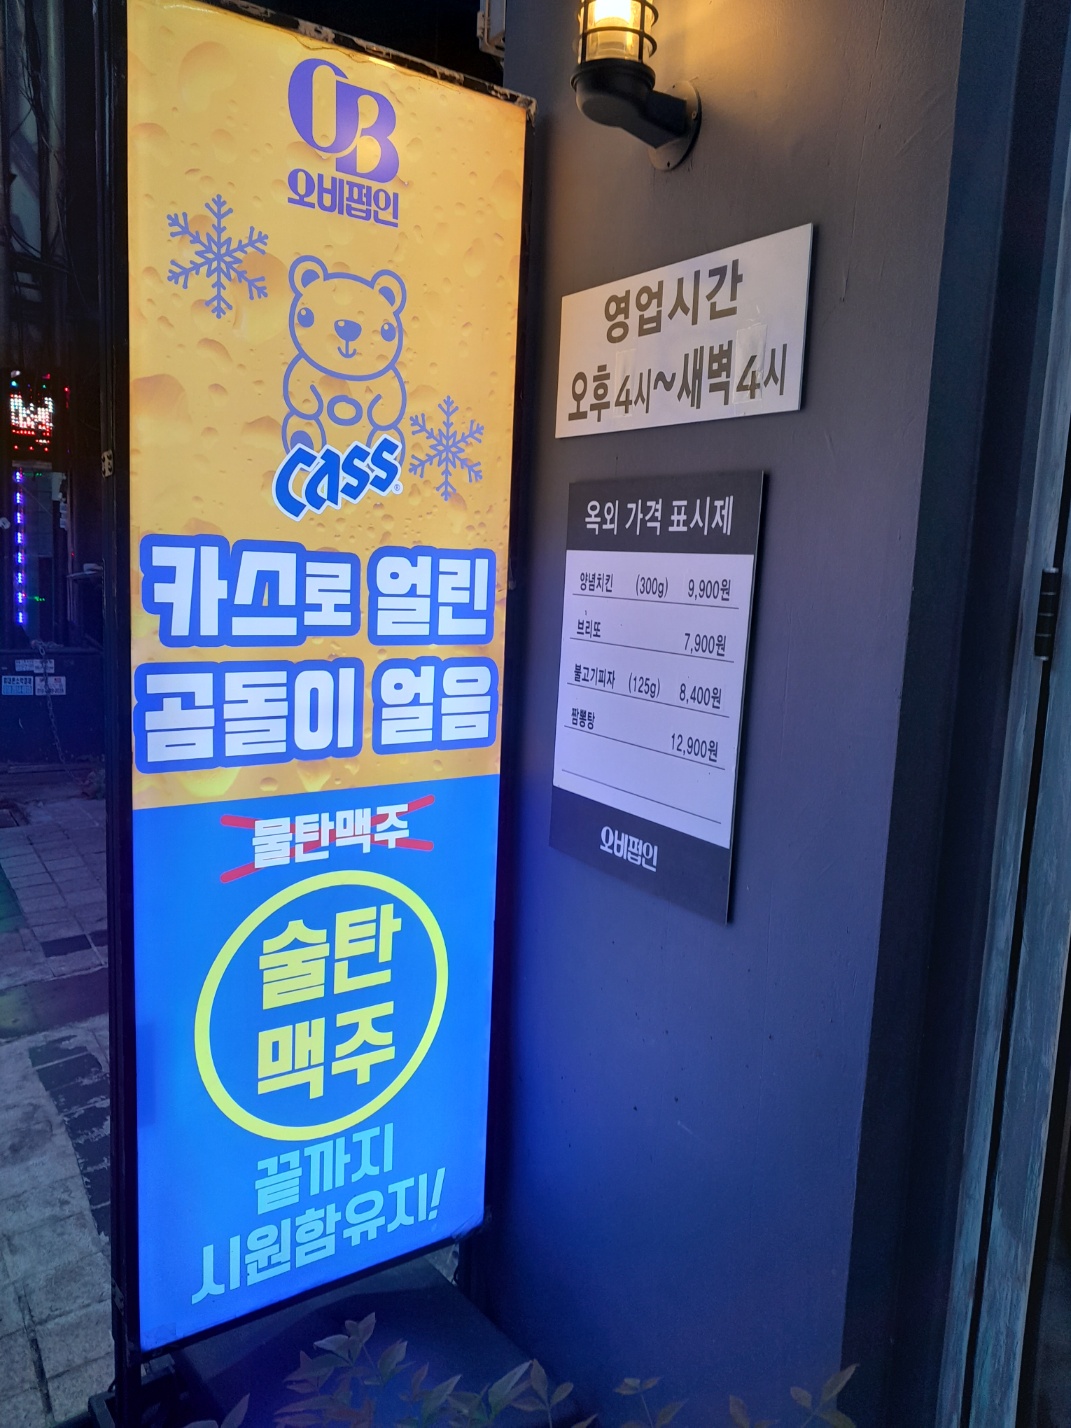 OB
오비펍인
cass
카스로 얼린
곰돌이 얼음
물탄맥주
술탄
맥주
끝까지
시원함유지!
영업시간
오후4시~새벽4시
옥외 가격 표시제
양념치킨 (300g) 9,900원
브리또 7,900원
불고기피자 (125g) 8,400원
짬뽕탕 12,900원
오비펍인